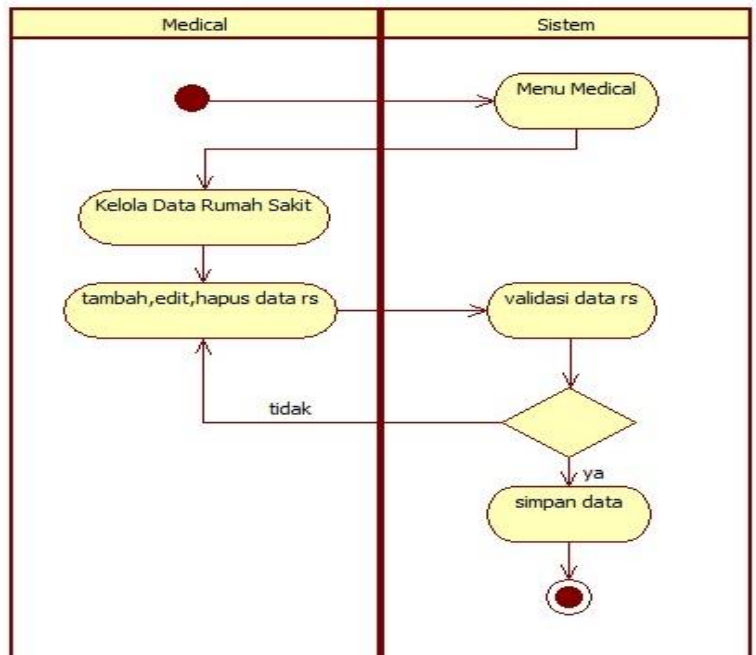 Medical
Sistem
Menu Medical
Kelola Data Rumah Sakit
tambah,edit,hapus data rs
validasi data rs
tidak
ya
simpan data